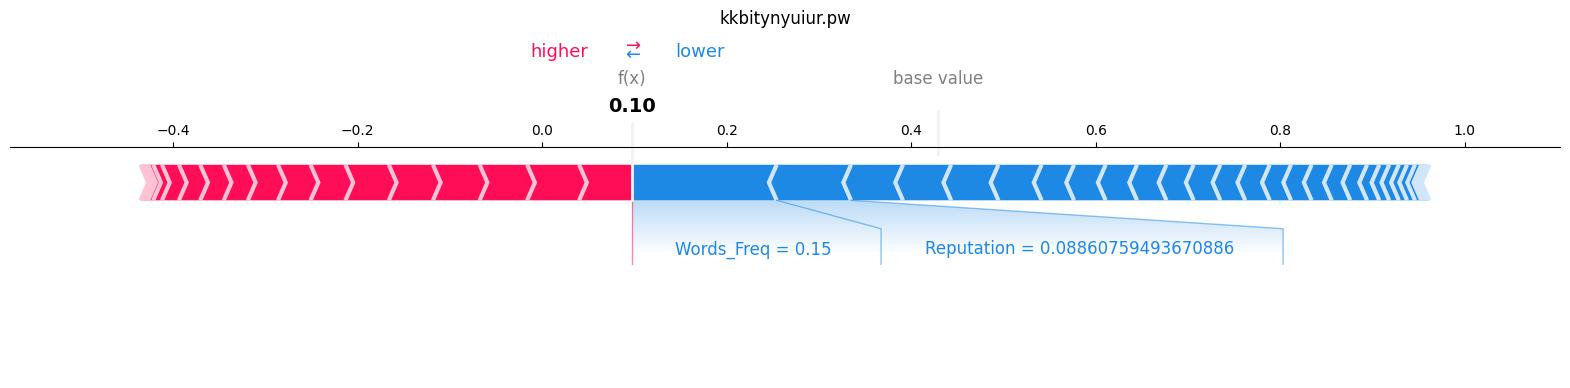 kkbitynyuiur.pw
higher ⇄ lower
f(x) base value
0.10
−0.4 −0.2 0.0 0.2 0.4 0.6 0.8 1.0
Words_Freq = 0.15 Reputation = 0.08860759493670886